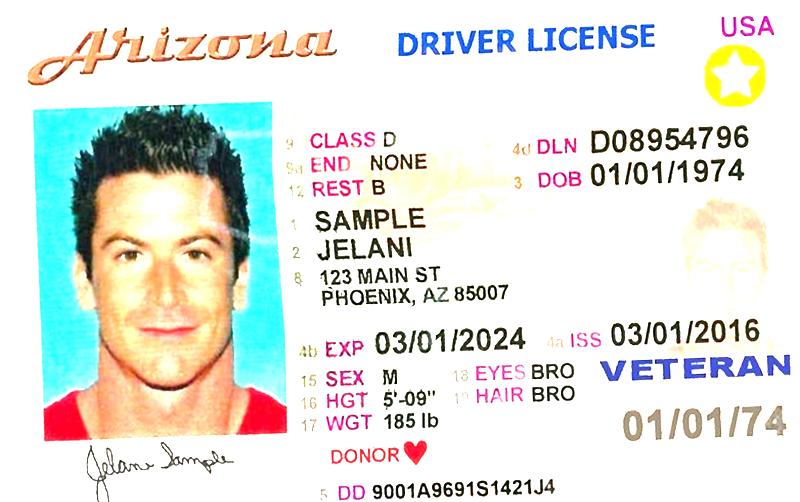 Arizona DRIVER LICENSE USA
9 CLASS D 4d DLN D08954796
9a END NONE 3 DOB 01/01/1974
12 REST B
1 SAMPLE
2 JELANI
8 123 MAIN ST
PHOENIX, AZ 85007
4b EXP 03/01/2024 4a ISS 03/01/2016
15 SEX M 18 EYES BRO VETERAN
16 HGT 5'-09" 19 HAIR BRO
17 WGT 185 lb 01/01/74
DONOR
Jelani Sample
5 DD 9001A9691S1421J4